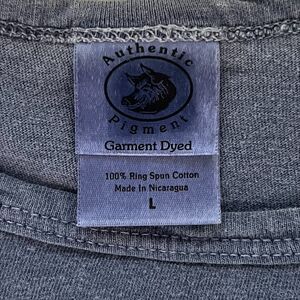 Authentic
Pigment
Garment Dyed
100% Ring Spun Cotton
Made In Nicaragua
L